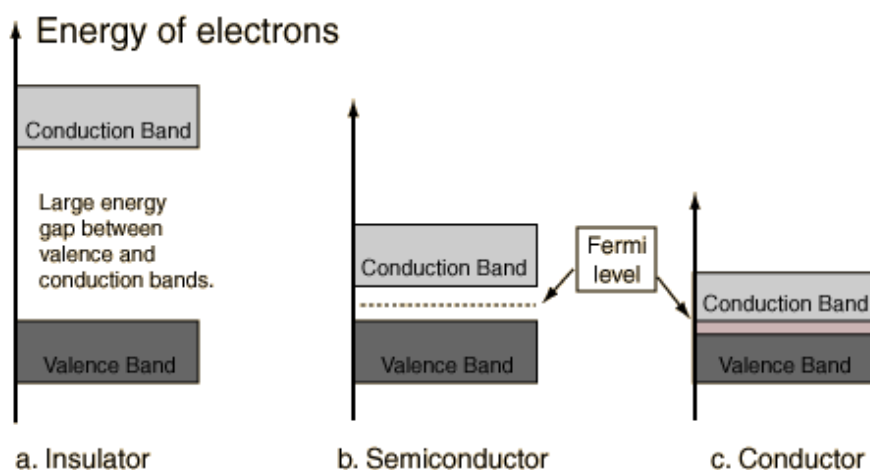 Energy of electrons
Conduction Band
Large energy
gap between
valence and
conduction bands.
Valence Band
a. Insulator
Conduction Band
Valence Band
b. Semiconductor
Fermi
level
Conduction Band
Valence Band
c. Conductor